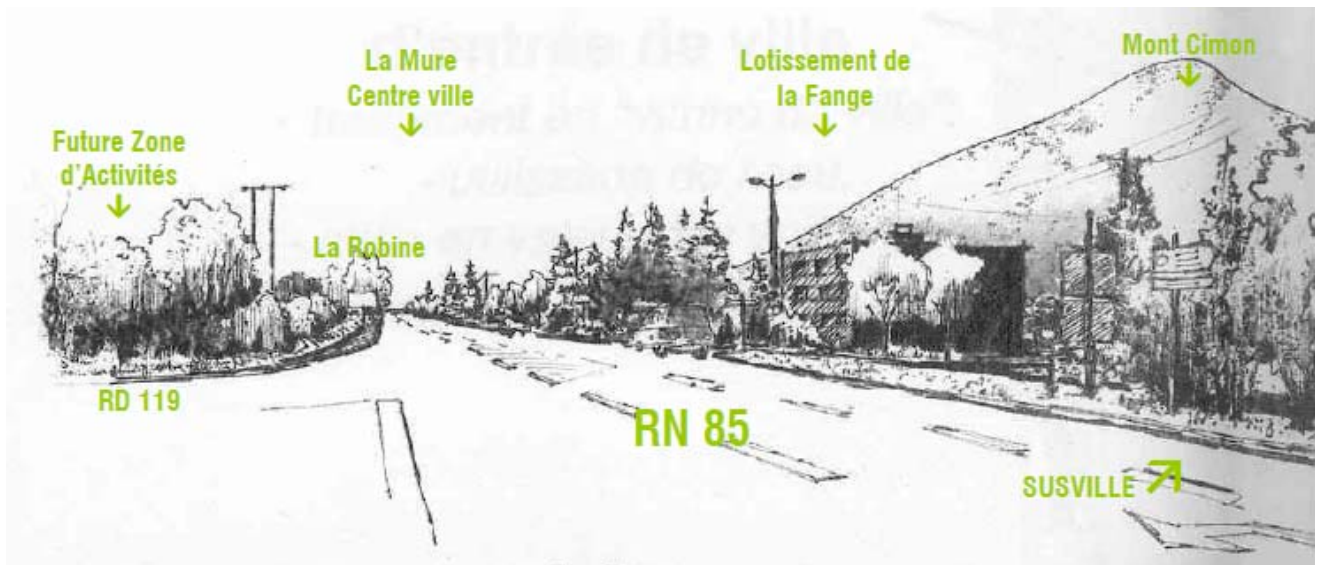 Mont Cimon
La Mure
Centre ville
Lotissement de
la Fange
Future Zone
d'Activités
La Robine
RD 119
RN 85
SUSVILLE